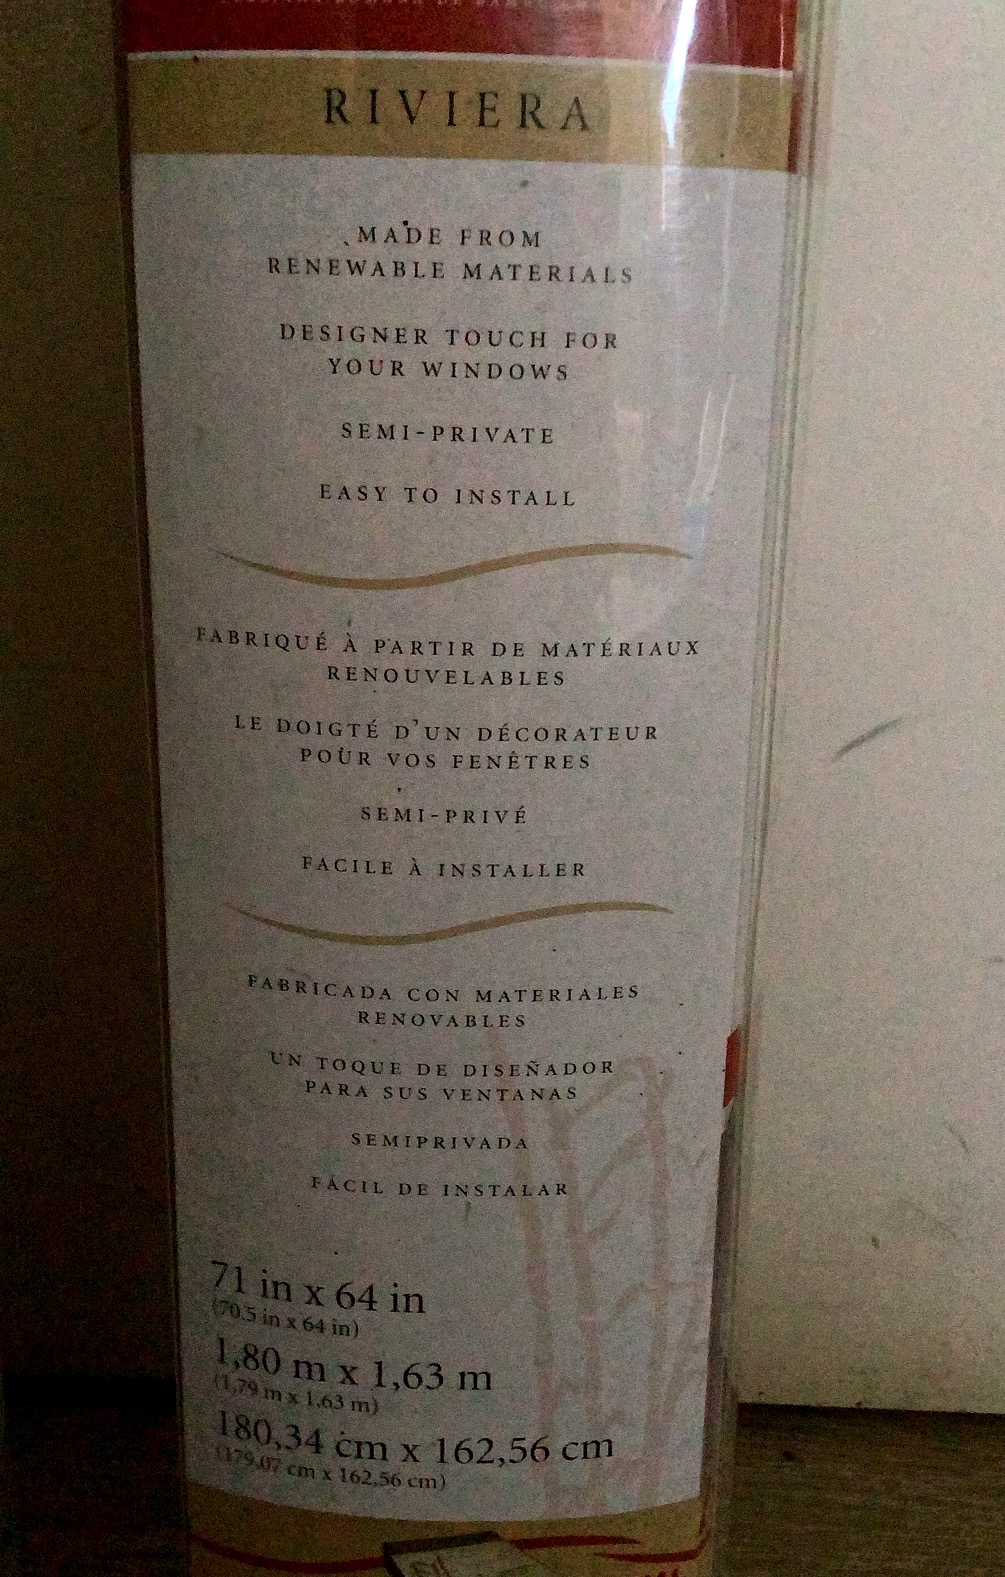 RIVIERA
MADE FROM
RENEWABLE MATERIALS
DESIGNER TOUCH FOR
YOUR WINDOWS
SEMI-PRIVATE
EASY TO INSTALL
FABRIQUÉ À PARTIR DE MATÉRIAUX
RENOUVELABLES
LE DOIGTÉ D'UN DÉCORATEUR
POUR VOS FENÊTRES
SEMI-PRIVÉ
FACILE À INSTALLER
FABRICADA CON MATERIALES
RENOVABLES
UN TOQUE DE DISEÑADOR
PARA SUS VENTANAS
SEMIPRIVADA
FÁCIL DE INSTALAR
71 in x 64 in
(70.5 in x 64 in)
1,80 m x 1,63 m
(1,79 m x 1,63 m)
180,34 cm x 162,56 cm
(179,07 cm x 162,56 cm)